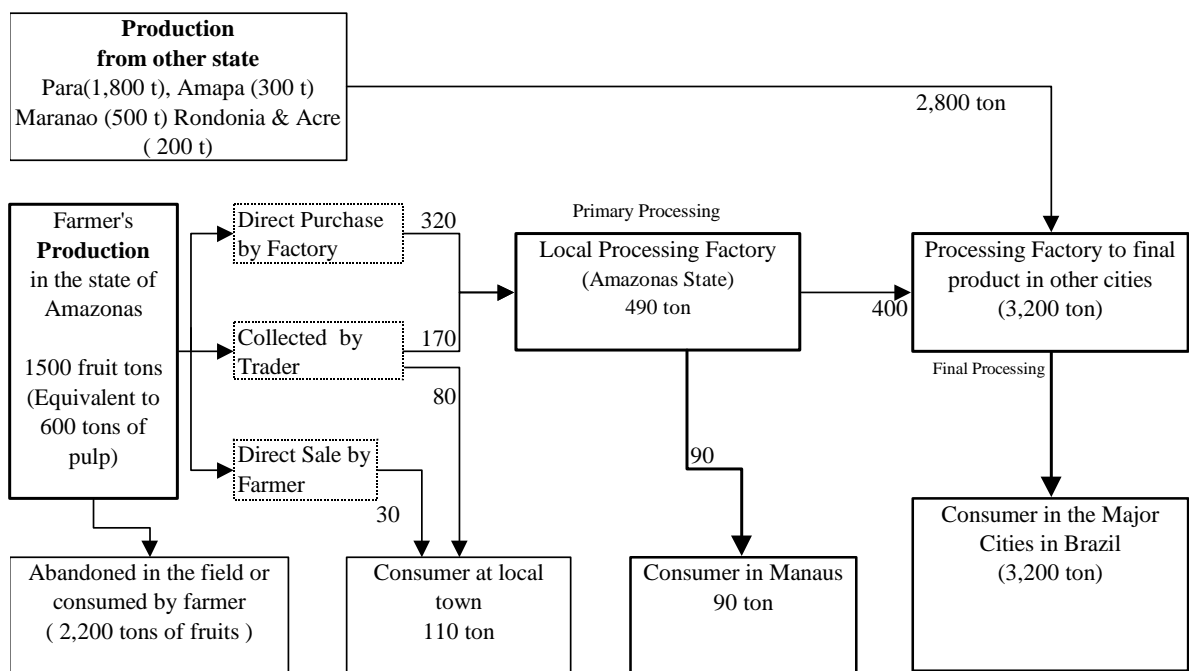 Production
from other state
Para(1,800 t), Amapa (300 t)
Maranao (500 t) Rondonia & Acre
( 200 t)
2,800 ton
Farmer's
Production
in the state of
Amazonas
1500 fruit tons
(Equivalent to
600 tons of
pulp)
Direct Purchase
by Factory
320
Collected by
Trader
170
80
Direct Sale by
Farmer
30
Primary Processing
Local Processing Factory
(Amazonas State)
490 ton
400
Processing Factory to final
product in other cities
(3,200 ton)
Final Processing
90
Abandoned in the field or
consumed by farmer
( 2,200 tons of fruits )
Consumer at local
town
110 ton
Consumer in Manaus
90 ton
Consumer in the Major
Cities in Brazil
(3,200 ton)